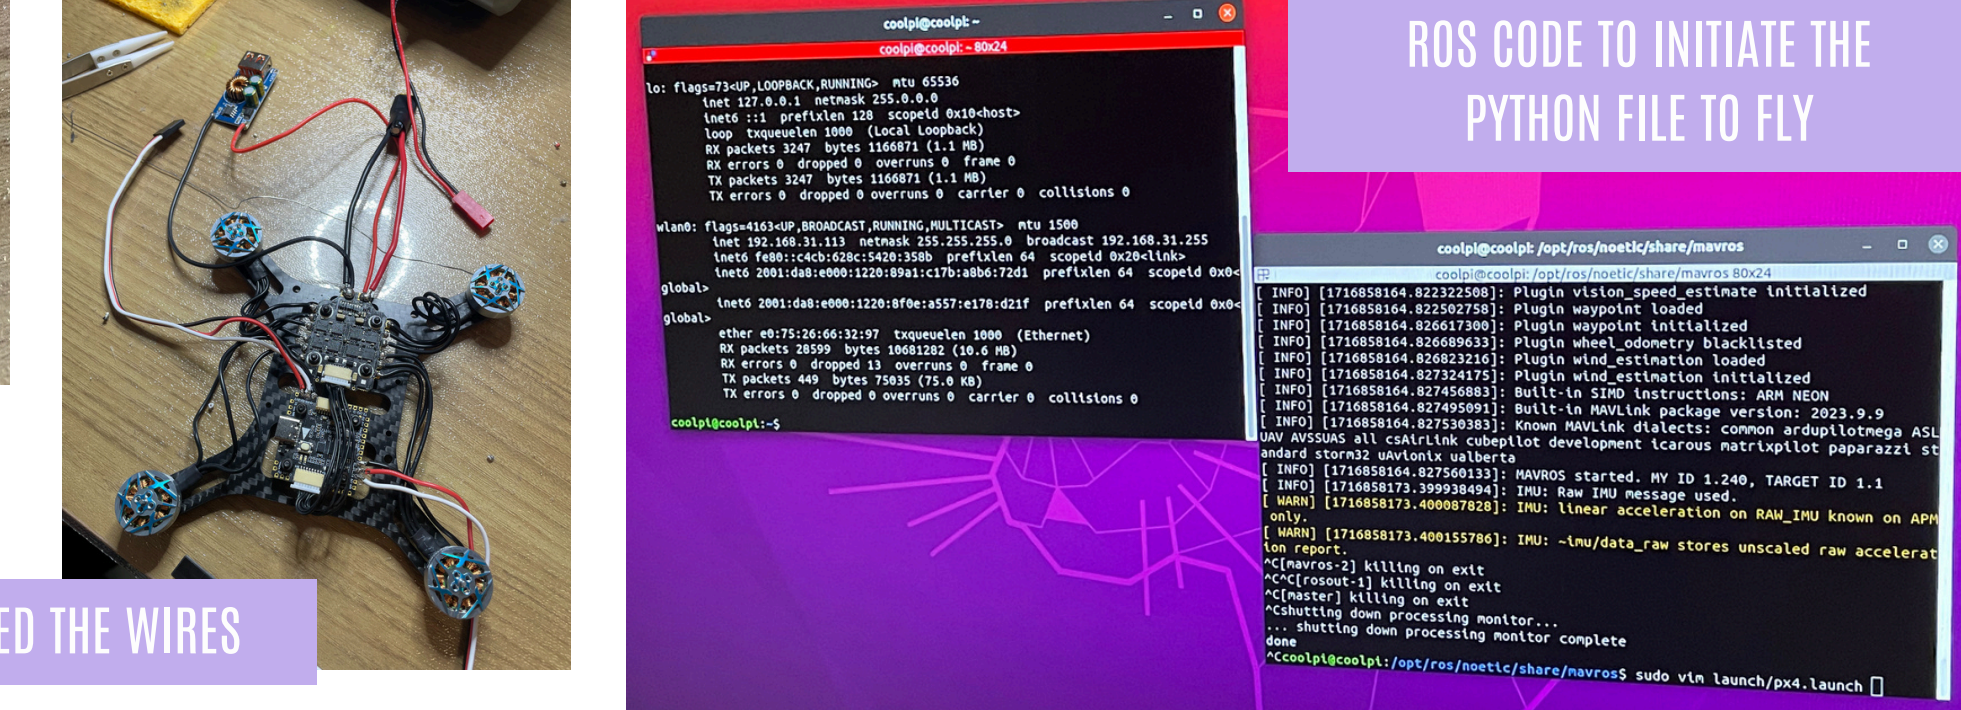 ED THE WIRES
coolpi@coolpi: ~
coolpi@coolpi: ~ 80x24
lo: flags=73<UP,LOOPBACK,RUNNING>  mtu 65536
inet 127.0.0.1  netmask 255.0.0.0
inet6 ::1  prefixlen 128  scopeid 0x10<host>
loop  txqueuelen 1000  (Local Loopback)
RX packets 3247  bytes 1166871 (1.1 MB)
RX errors 0  dropped 0  overruns 0  frame 0
TX packets 3247  bytes 1166871 (1.1 MB)
TX errors 0  dropped 0 overruns 0  carrier 0  collisions 0
wlan0: flags=4163<UP,BROADCAST,RUNNING,MULTICAST>  mtu 1500
inet 192.168.31.113  netmask 255.255.255.0  broadcast 192.168.31.255
inet6 fe80::c4cb:628c:5420:358b  prefixlen 64  scopeid 0x20<link>
inet6 2001:da8:e000:1220:89a1:c17b:a8b6:72d1  prefixlen 64  scopeid 0x0<
global>
inet6 2001:da8:e000:1220:8f0e:a557:e178:d21f  prefixlen 64  scopeid 0x0<
global>
ether e0:75:26:66:32:97  txqueuelen 1000  (Ethernet)
RX packets 28599  bytes 10681282 (10.6 MB)
RX errors 0  dropped 13  overruns 0  frame 0
TX packets 449  bytes 75035 (75.0 KB)
TX errors 0  dropped 0 overruns 0  carrier 0  collisions 0
coolpi@coolpi:~$
ROS CODE TO INITIATE THE
PYTHON FILE TO FLY
coolpi@coolpi: /opt/ros/noetic/share/mavros
coolpi@coolpi: /opt/ros/noetic/share/mavros 80x24
[ INFO] [1716858164.822322508]: Plugin vision_speed_estimate initialized
[ INFO] [1716858164.822502758]: Plugin waypoint loaded
[ INFO] [1716858164.826617300]: Plugin waypoint initialized
[ INFO] [1716858164.826689633]: Plugin wheel_odometry blacklisted
[ INFO] [1716858164.826823216]: Plugin wind_estimation loaded
[ INFO] [1716858164.827324175]: Plugin wind_estimation initialized
[ INFO] [1716858164.827456883]: Built-in SIMD instructions: ARM NEON
[ INFO] [1716858164.827495091]: Built-in MAVLink package version: 2023.9.9
[ INFO] [1716858164.827530383]: Known MAVLink dialects: common ardupilotmega ASL
UAV AVSSUAS all csAirLink cubepilot development icarous matrixpilot paparazzi st
andard storm32 uAvionix ualberta
[ INFO] [1716858164.827560133]: MAVROS started. MY ID 1.240, TARGET ID 1.1
[ INFO] [1716858173.399938494]: IMU: Raw IMU message used.
[ WARN] [1716858173.400087828]: IMU: linear acceleration on RAW_IMU known on APM
only.
[ WARN] [1716858173.400155786]: IMU: ~imu/data_raw stores unscaled raw accelerat
ion report.
^C[mavros-2] killing on exit
^C^C[rosout-1] killing on exit
^C[master] killing on exit
^Cshutting down processing monitor...
... shutting down processing monitor complete
done
^Ccoolpi@coolpi:/opt/ros/noetic/share/mavros$ sudo vim launch/px4.launch